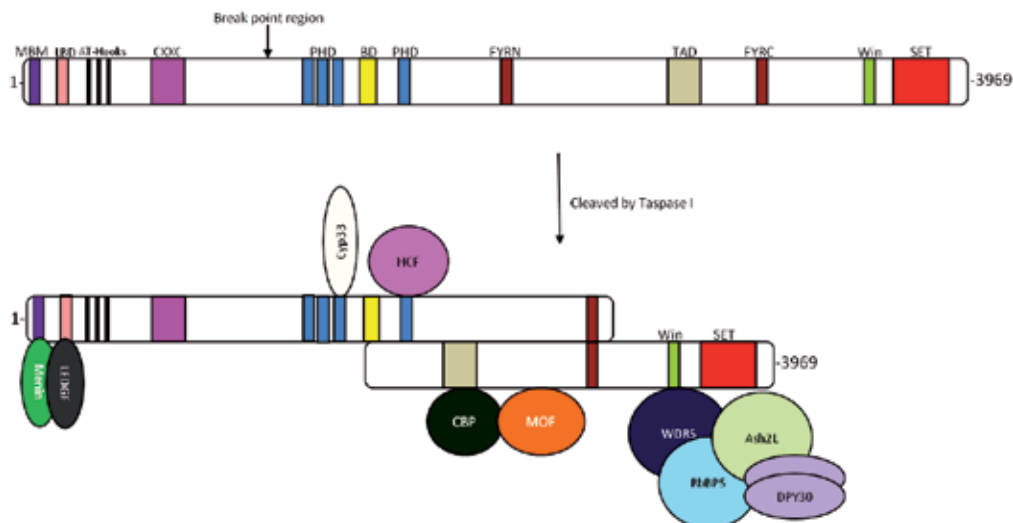 Break point region
MBM LBD AT-Hooks CXXC PHD BD PHD FYRN TAD FYRC Win SET
1- -3969
Cleaved by Taspase I
Cyp33
HCF
1-
Win SET
-3969
Menin LEDGF
CBP MOF WDR5 Ash2L
RbBP5
DPY30